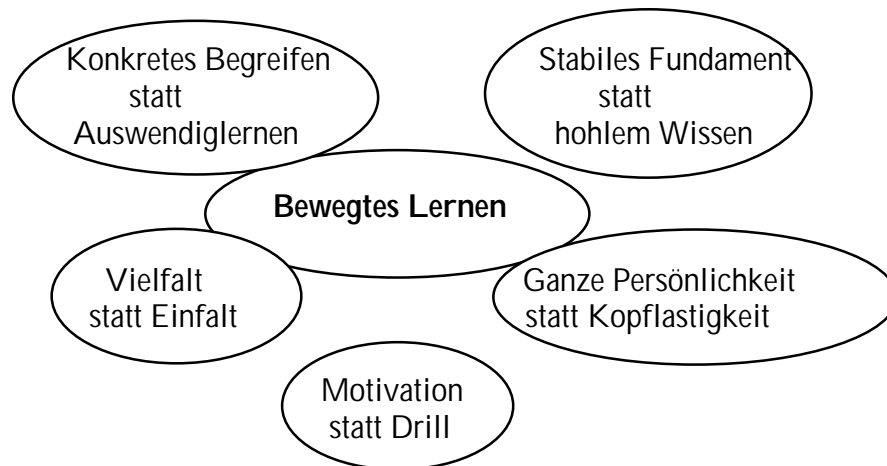 Konkretes Begreifen
statt
Auswendiglernen
Stabiles Fundament
statt
hohlem Wissen
Bewegtes Lernen
Vielfalt
statt Einfalt
Ganze Persönlichkeit
statt Kopflastigkeit
Motivation
statt Drill